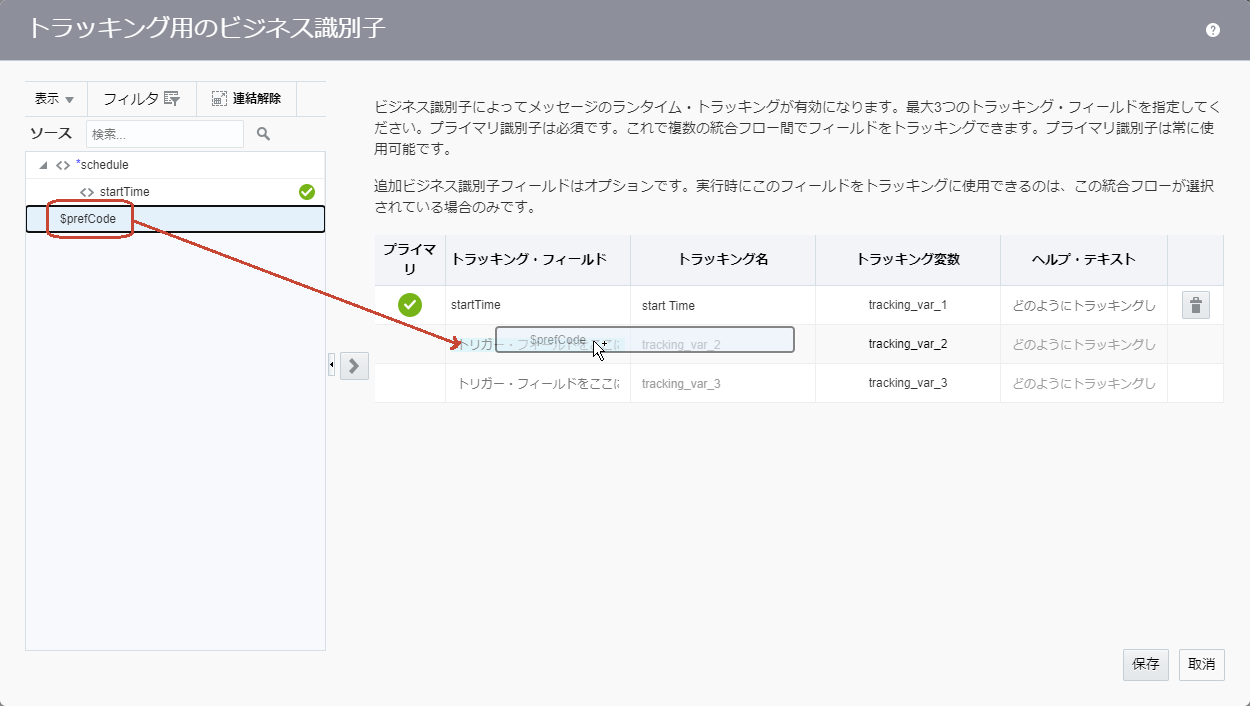 トラッキング用のビジネス識別子
?
表示
フィルタ
連結解除
ソース
検索...
*schedule
startTime
$prefCode
ビジネス識別子によってメッセージのランタイム・トラッキングが有効になります。最大3つのトラッキング・フィールドを指定してく
ださい。プライマリ識別子は必須です。これで複数の統合フロー間でフィールドをトラッキングできます。プライマリ識別子は常に使
用可能です。
追加ビジネス識別子フィールドはオプションです。実行時にこのフィールドをトラッキングに使用できるのは、この統合フローが選択
されている場合のみです。
プライマ
リ
トラッキング・フィールド
トラッキング名
トラッキング変数
ヘルプ・テキスト
startTime
start Time
tracking_var_1
どのようにトラッキングし
トリガー・フィールドをここに
$prefCode
tracking_var_2
tracking_var_2
どのようにトラッキングし
トリガー・フィールドをここに
tracking_var_3
tracking_var_3
どのようにトラッキングし
保存
取消